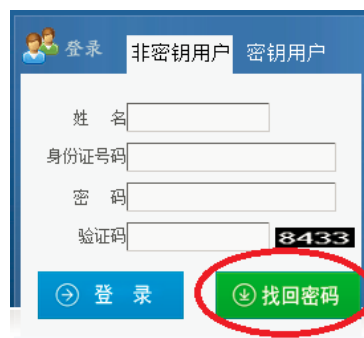 登录 非密钥用户 密钥用户
姓 名
身份证号码
密 码
验证码 8433
登 录 找回密码